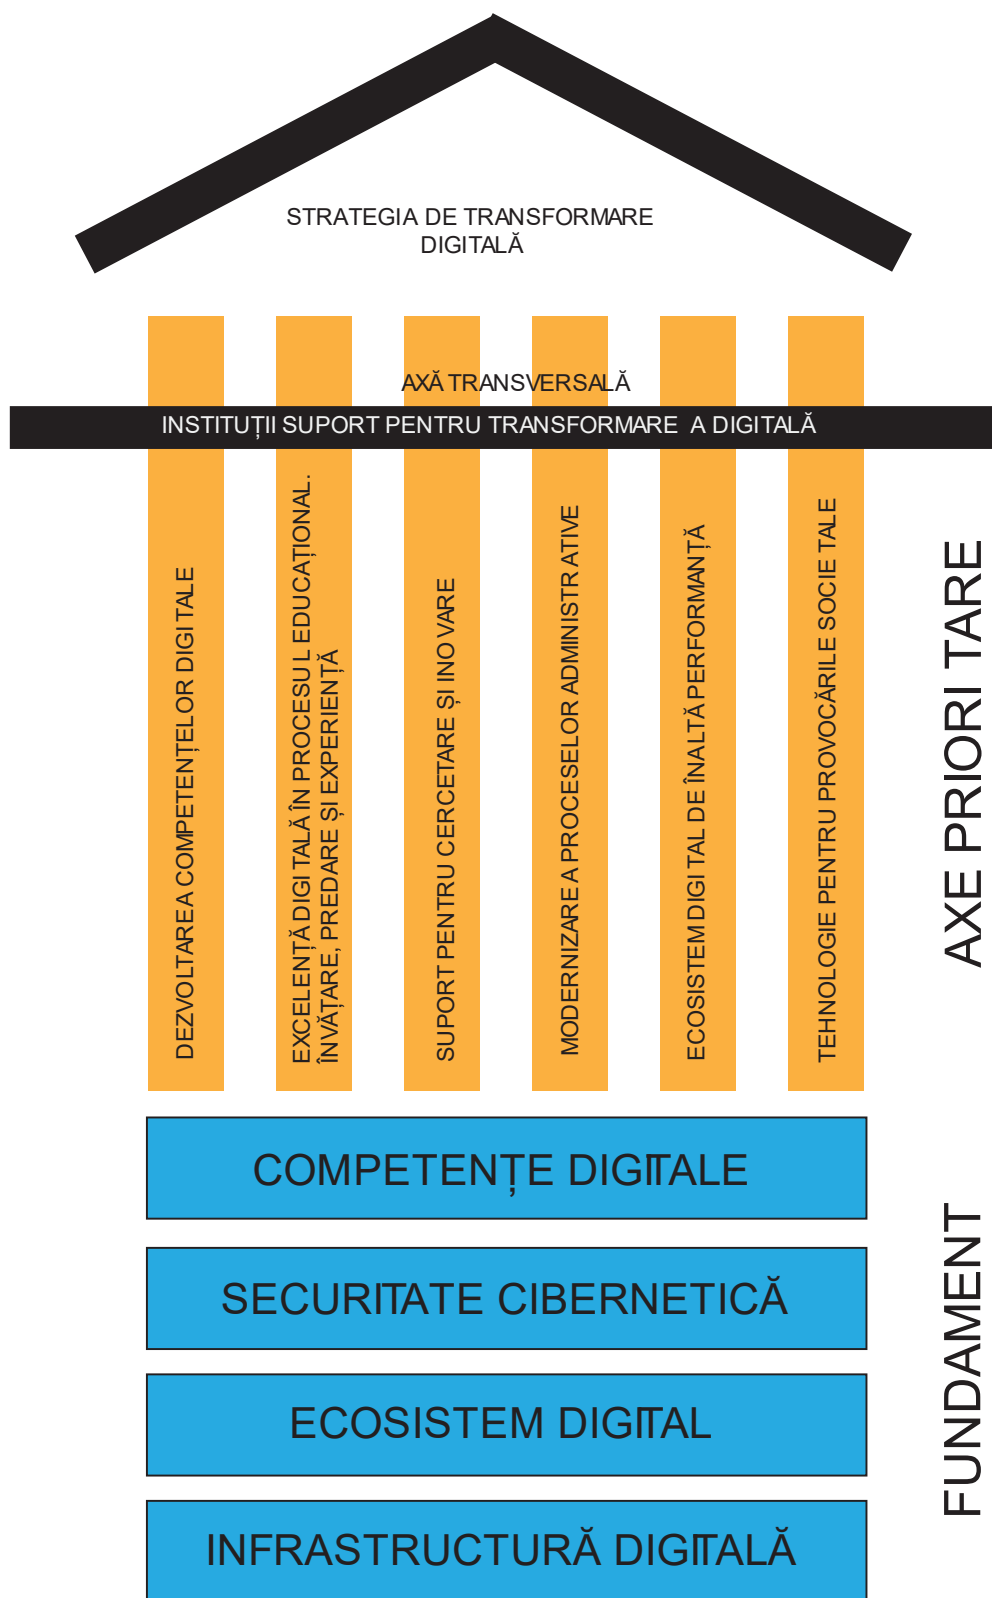 STRATEGIA DE TRANSFORMARE
DIGITALĂ
AXĂ TRANSVERSALĂ
INSTITUȚII SUPORT PENTRU TRANSFORMARE A DIGITALĂ
DEZVOLTAREA COMPETENȚELOR DIGITALE
EXCELENȚĂ DIGITALĂ ÎN PROCESUL EDUCAȚIONAL.
ÎNVĂȚARE, PREDARE ȘI EXPERIENȚĂ
SUPORT PENTRU CERCETARE ȘI INOVARE
MODERNIZAREA PROCESELOR ADMINISTRATIVE
ECOSISTEM DIGITAL DE ÎNALTĂ PERFORMANȚĂ
TEHNOLOGIE PENTRU PROVOCĂRILE SOCIETALE
AXE PRIORITARE
COMPETENȚE DIGITALE
SECURITATE CIBERNETICĂ
ECOSISTEM DIGITAL
INFRASTRUCTURĂ DIGITALĂ
FUNDAMENT